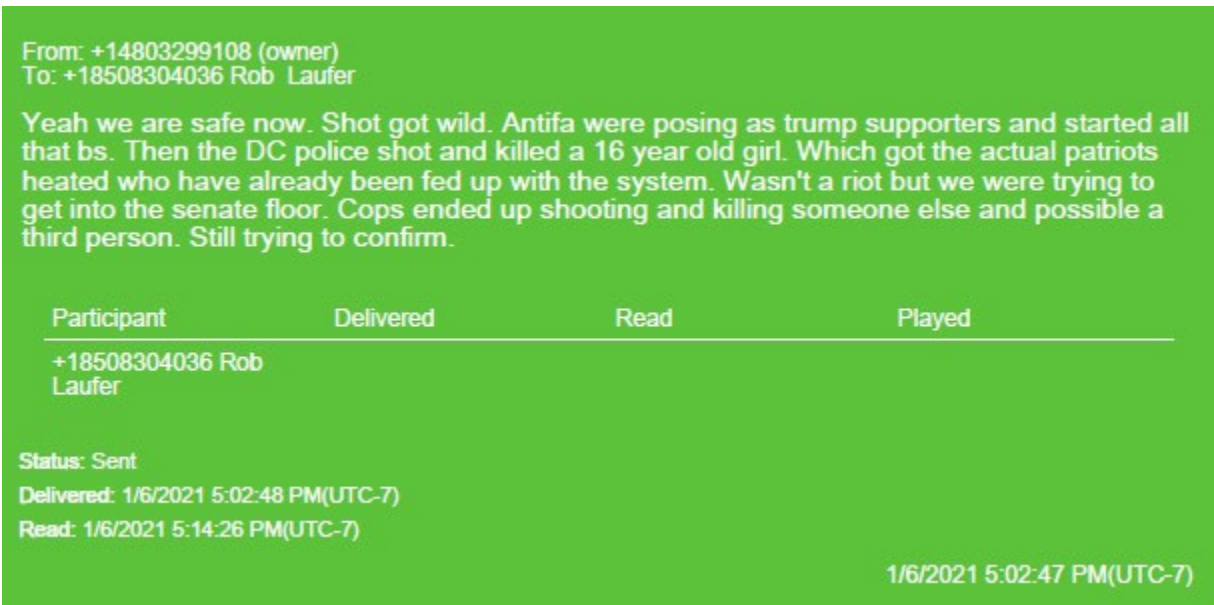 From: +14803299108 (owner)
To: +18508304036 Rob Laufer
Yeah we are safe now. Shot got wild. Antifa were posing as trump supporters and started all
that bs. Then the DC police shot and killed a 16 year old girl. Which got the actual patriots
heated who have already been fed up with the system. Wasn't a riot but we were trying to
get into the senate floor. Cops ended up shooting and killing someone else and possible a
third person. Still trying to confirm.
Participant Delivered Read Played
+18508304036 Rob
Laufer
Status: Sent
Delivered: 1/6/2021 5:02:48 PM(UTC-7)
Read: 1/6/2021 5:14:26 PM(UTC-7)
1/6/2021 5:02:47 PM(UTC-7)